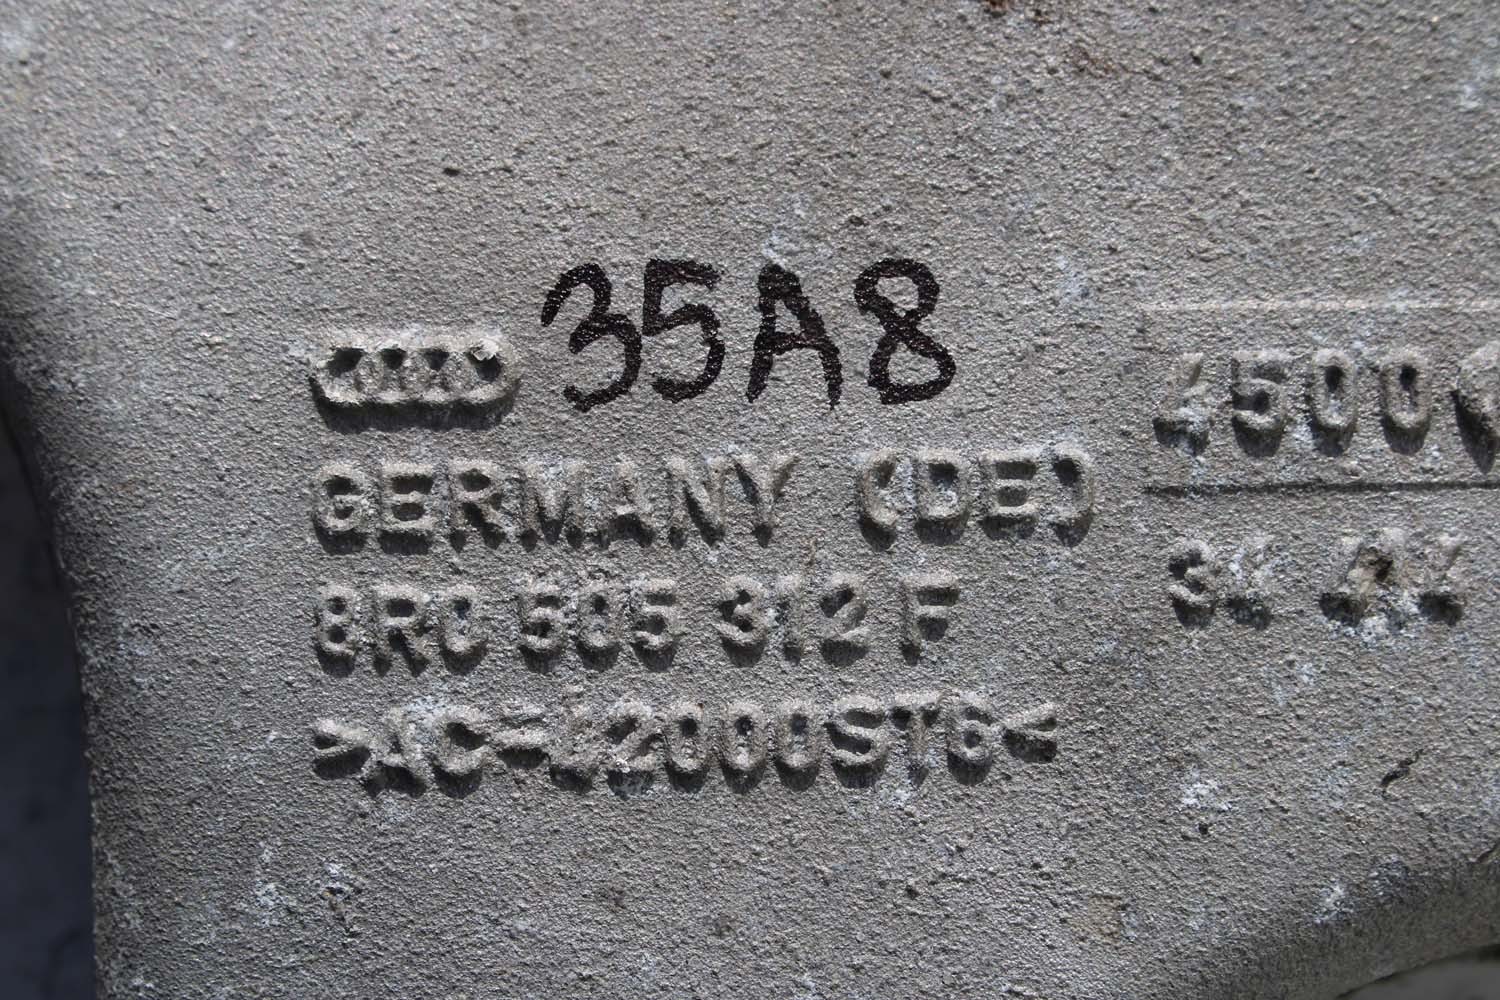 35A8
GERMANY (DE)
8R0 505 312 F
>AC-42000ST6<
4500